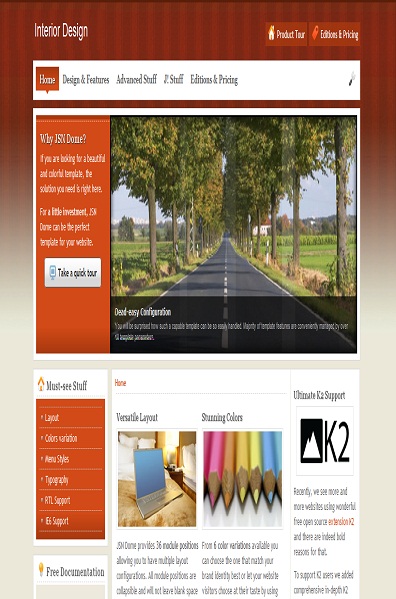 Interior Design
Product Tour
Editions & Pricing
Home
Design & Features
Advanced Stuff
J! Stuff
Editions & Pricing
Why JSN Dome?
If you are looking for a beautiful
and colorful template, the
solution you need is right here.
For a little investment, JSN
Dome can be the perfect
template for your website.
Take a quick tour
Dead-easy Configuration
You will be surprised how such a capable template can be so easily handled. Majority of template features are conveniently managed by over
template parameters.
Must-see Stuff
Layout
Colors variation
Menu Styles
Typography
RTL Support
IE6 Support
Free Documentation
Home
Versatile Layout
JSN Dome provides 36 module positions
allowing you to have multiple layout
configurations. All module positions are
collapsible and will not leave blank space
Stunning Colors
From 6 color variations available you
can choose the one that match your
brand identity best or let your website
visitors choose at their taste by using
Ultimate K2 Support
K2
Recently, we see more and
more websites using wonderful
free open source extension K2
and there are indeed bold
reasons for that.
To support K2 users we added
comprehensive in-depth K2